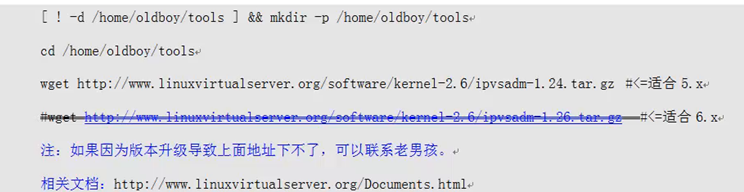 [ ! -d /home/oldboy/tools ] && mkdir -p /home/oldboy/tools
cd /home/oldboy/tools
wget http://www.linuxvirtualserver.org/software/kernel-2.6/ipvsadm-1.24.tar.gz #<=适合 5.x
#wget http://www.linuxvirtualserver.org/software/kernel-2.6/ipvsadm-1.26.tar.gz #<=适合 6.x
注：如果因为版本升级导致上面地址下不了，可以联系老男孩。
相关文档：http://www.linuxvirtualserver.org/Documents.html